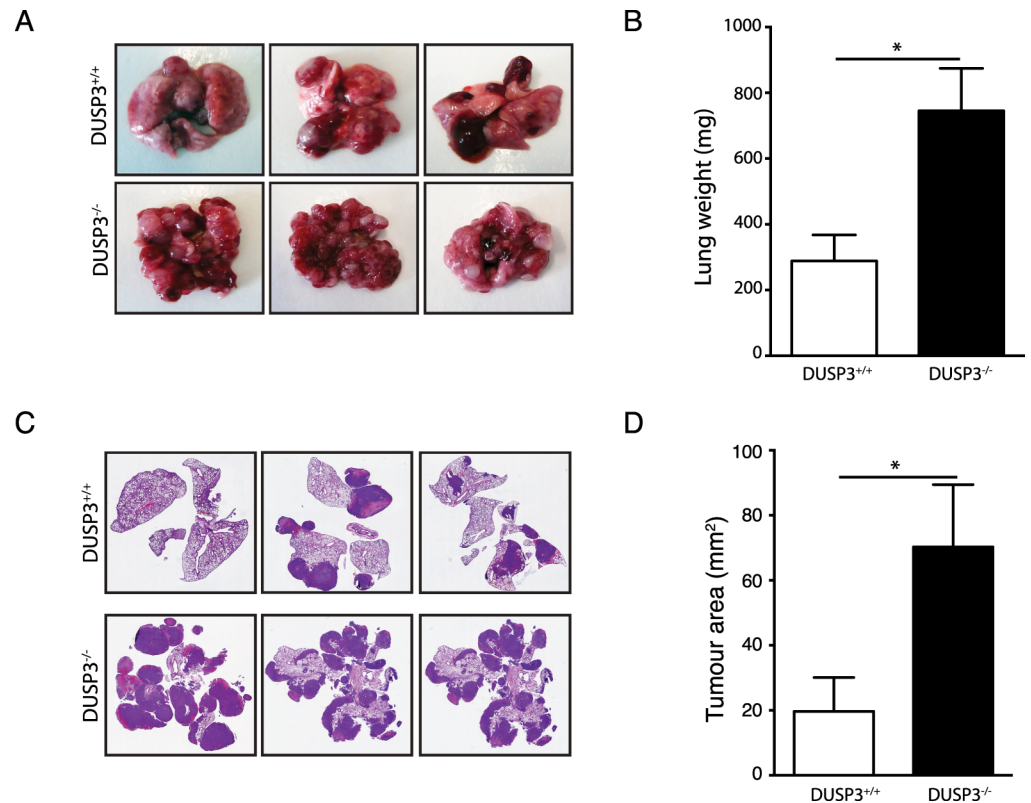 A
DUSP3+/+
DUSP3-/-
B
1000
800
600
400
200
0
Lung weight (mg)
*
DUSP3+/+
DUSP3-/-
C
DUSP3+/+
DUSP3-/-
D
100
80
60
40
20
0
Tumour area (mm²)
*
DUSP3+/+
DUSP3-/-